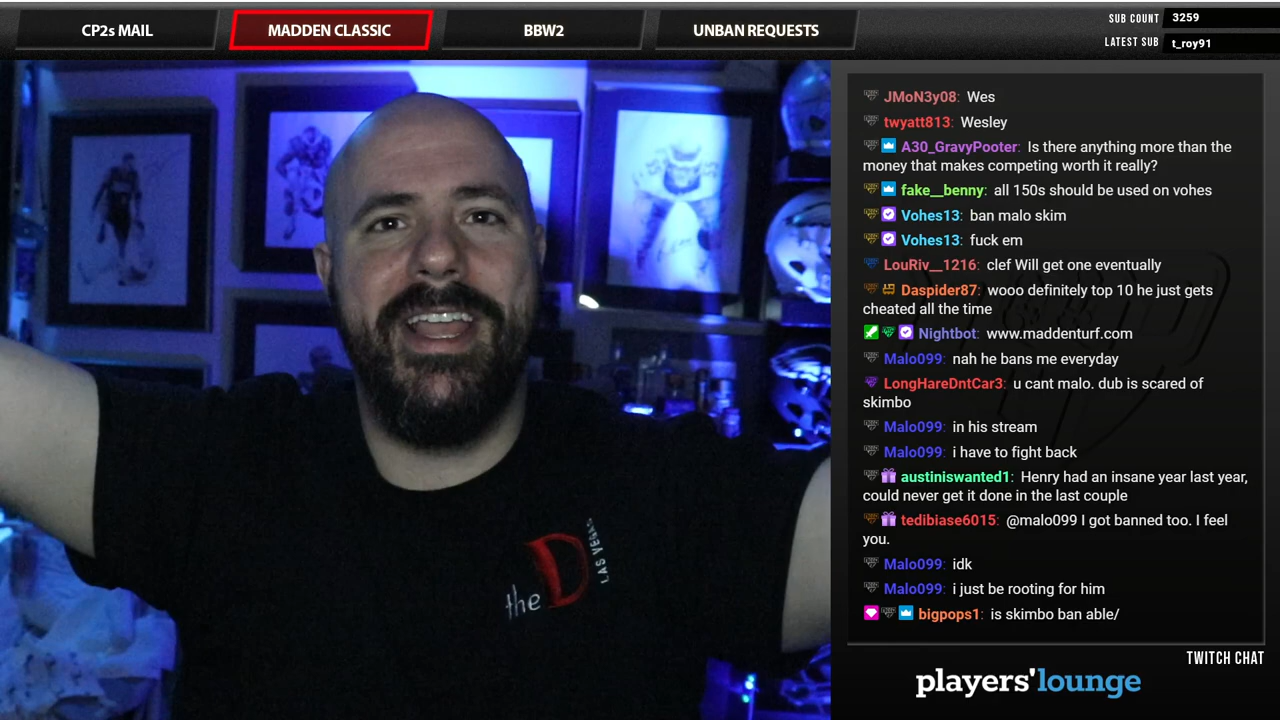 CP2s MAIL
MADDEN CLASSIC
BBW2
UNBAN REQUESTS
SUB COUNT 3259
LATEST SUB t_roy91
JMoN3y08: Wes
twyatt813: Wesley
A30_GravyPooter: Is there anything more than the
money that makes competing worth it really?
fake__benny: all 150s should be used on vohes
Vohes13: ban malo skim
Vohes13: fuck em
LouRiv__1216: clef Will get one eventually
Daspider87: wooo definitely top 10 he just gets
cheated all the time
Nightbot: www.maddenturf.com
Malo099: nah he bans me everyday
LongHareDntCar3: u cant malo. dub is scared of
skimbo
Malo099: in his stream
Malo099: i have to fight back
austiniswanted1: Henry had an insane year last year,
could never get it done in the last couple
tedibiase6015: @malo099 I got banned too. I feel
you.
Malo099: idk
Malo099: i just be rooting for him
bigpops1: is skimbo ban able/
TWITCH CHAT
players'lounge
the D LAS VEGAS